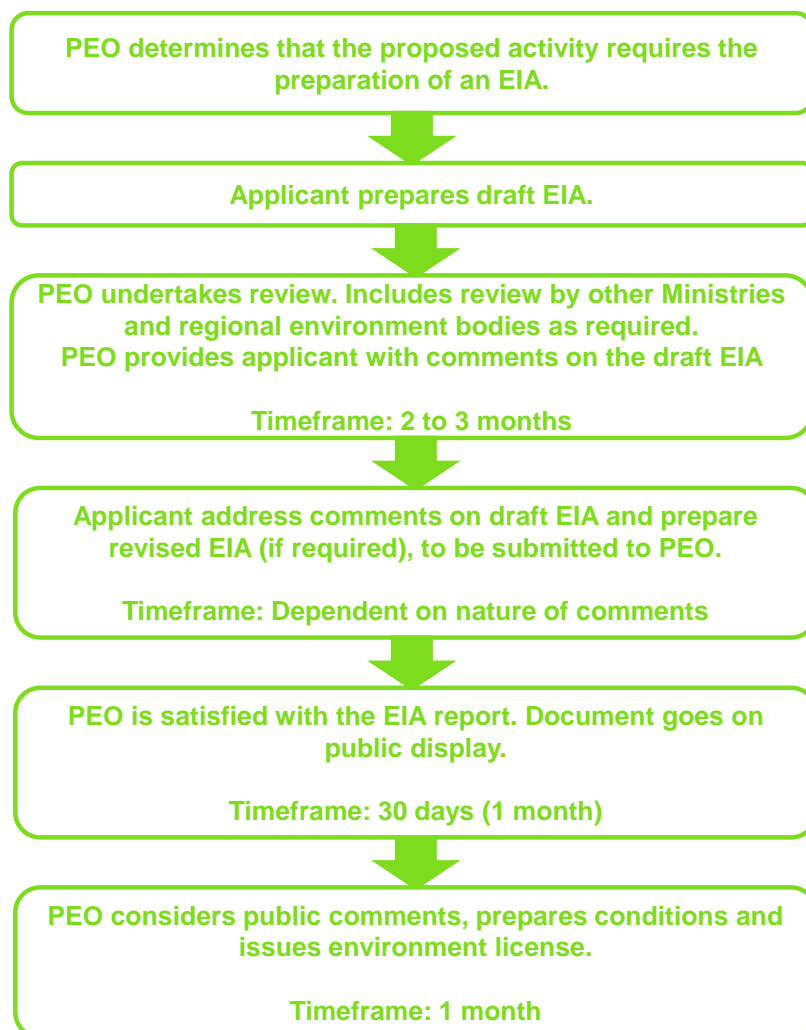 PEO determines that the proposed activity requires the
preparation of an EIA.
Applicant prepares draft EIA.
PEO undertakes review. Includes review by other Ministries
and regional environment bodies as required.
PEO provides applicant with comments on the draft EIA
Timeframe: 2 to 3 months
Applicant address comments on draft EIA and prepare
revised EIA (if required), to be submitted to PEO.
Timeframe: Dependent on nature of comments
PEO is satisfied with the EIA report. Document goes on
public display.
Timeframe: 30 days (1 month)
PEO considers public comments, prepares conditions and
issues environment license.
Timeframe: 1 month